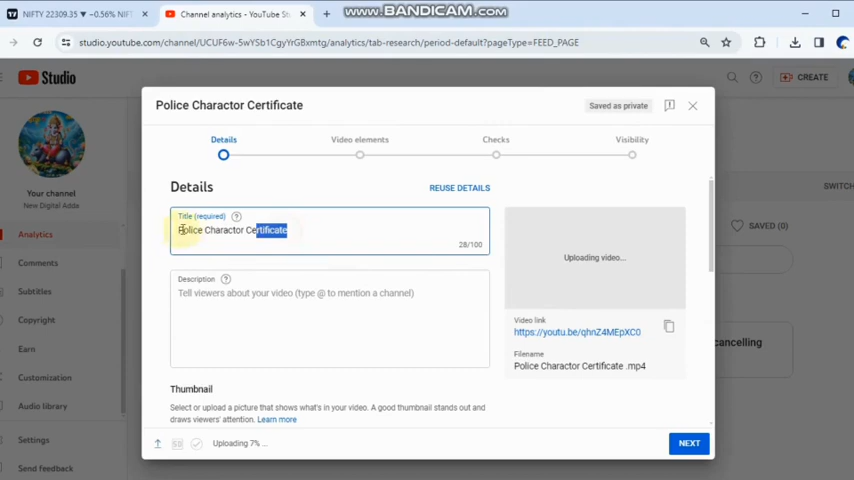 NIFTY 22309.35 ▼ −0.56% NIFT
Channel analytics - YouTube St
WWW.BANDICAM.COM
studio.youtube.com/channel/UCUF6w-5wYSb1CgyYrGBxmtg/analytics/tab-research/period-default?pageType=FEED_PAGE
Studio
CREATE
Your channel
New Digital Adda
Analytics
Comments
Subtitles
Copyright
Earn
Customization
Audio library
Settings
Send feedback
Police Charactor Certificate
Saved as private
Details
Video elements
Checks
Visibility
Details
REUSE DETAILS
Title (required)
Police Charactor Certificate
28/100
Description
Tell viewers about your video (type @ to mention a channel)
Uploading video...
Video link
https://youtu.be/qhnZ4MEpXC0
Filename
Police Charactor Certificate .mp4
Thumbnail
Select or upload a picture that shows what's in your video. A good thumbnail stands out and
draws viewers' attention. Learn more
Uploading 7% ...
NEXT
SWITCH
SAVED (0)
cancelling